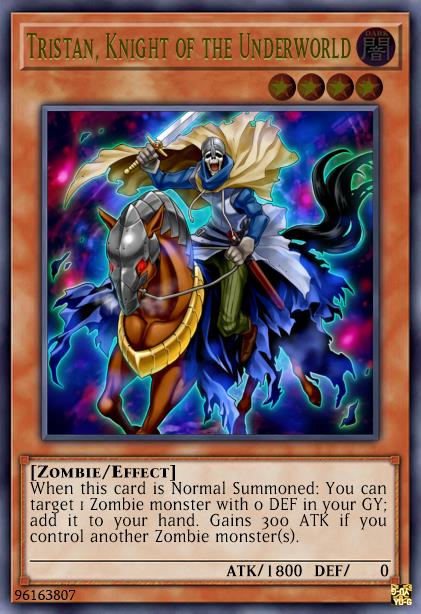 Tristan, Knight of the Underworld
DARK
闇
[Zombie/Effect]
When this card is Normal Summoned: You can
target 1 Zombie monster with 0 DEF in your GY;
add it to your hand. Gains 300 ATK if you
control another Zombie monster(s).
ATK/1800 DEF/ 0
96163807